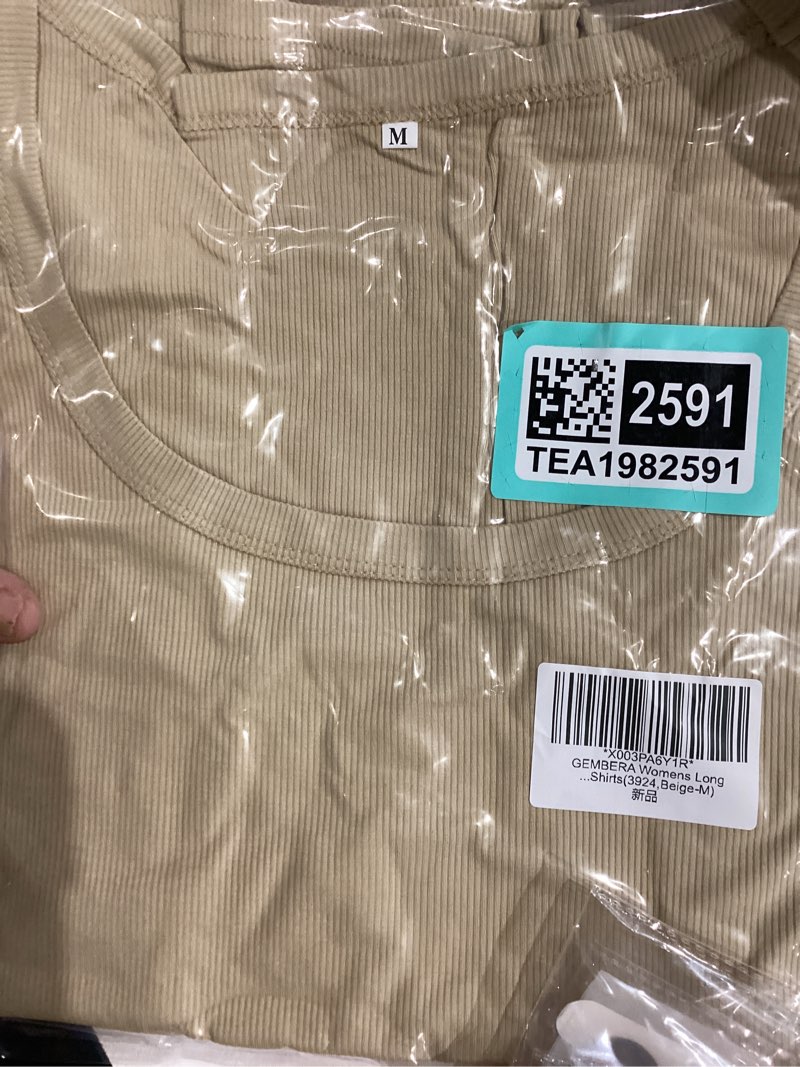 M
2591
TEA1982591
*X003PA6Y1R*
GEMBERA Womens Long
...Shirts(3924,Beige-M)
新品